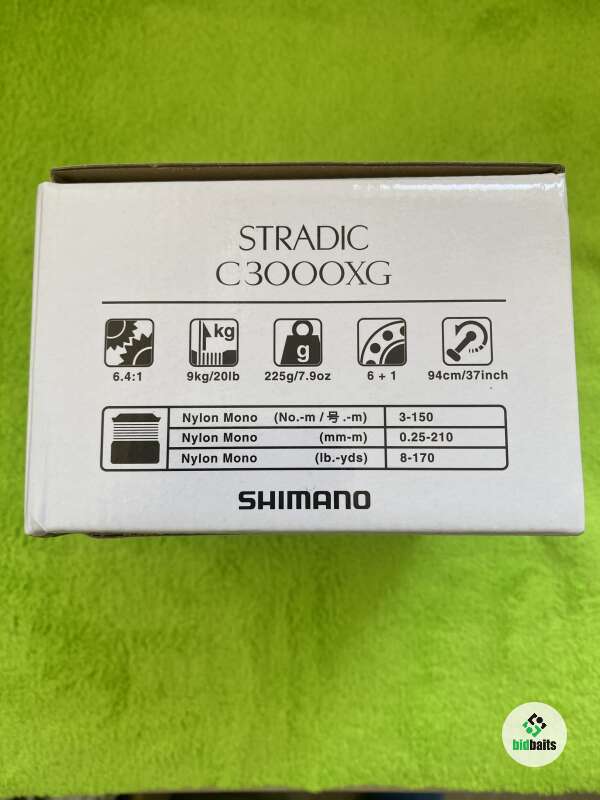 STRADIC
C3000XG
kg
g
6.4:1
9kg/20lb
225g/7.9oz
6 + 1
94cm/37inch
Nylon Mono (No.-m / 号.-m) 3-150
Nylon Mono (mm-m) 0.25-210
Nylon Mono (lb.-yds) 8-170
SHIMANO
bidbaits